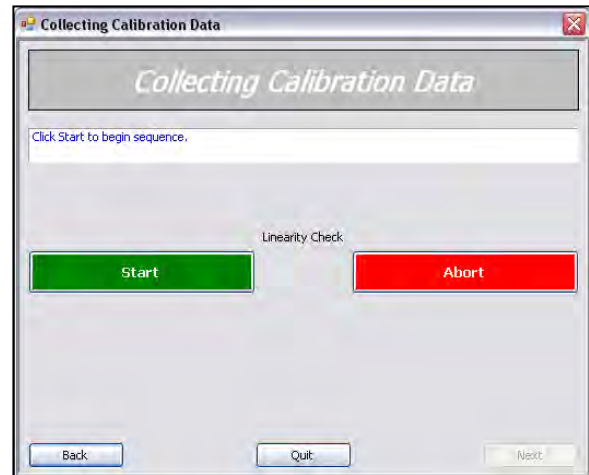 Collecting Calibration Data
Collecting Calibration Data
Click Start to begin sequence.
Linearity Check
Start Abort
Back Quit Next